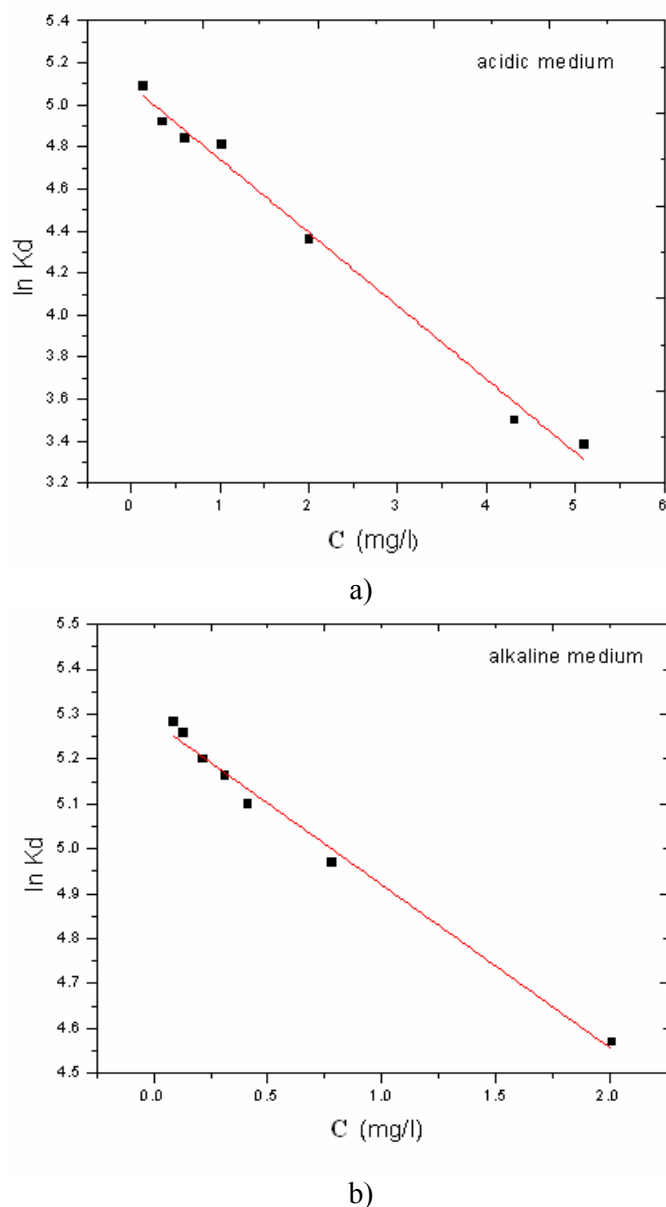 5.4
5.2
5.0
4.8
4.6
4.4
4.2
4.0
3.8
3.6
3.4
3.2
ln Kd
acidic medium
0 1 2 3 4 5 6
C (mg/l)
a)
5.5
5.4
5.3
5.2
5.1
5.0
4.9
4.8
4.7
4.6
4.5
ln Kd
alkaline medium
0.0 0.5 1.0 1.5 2.0
C (mg/l)
b)